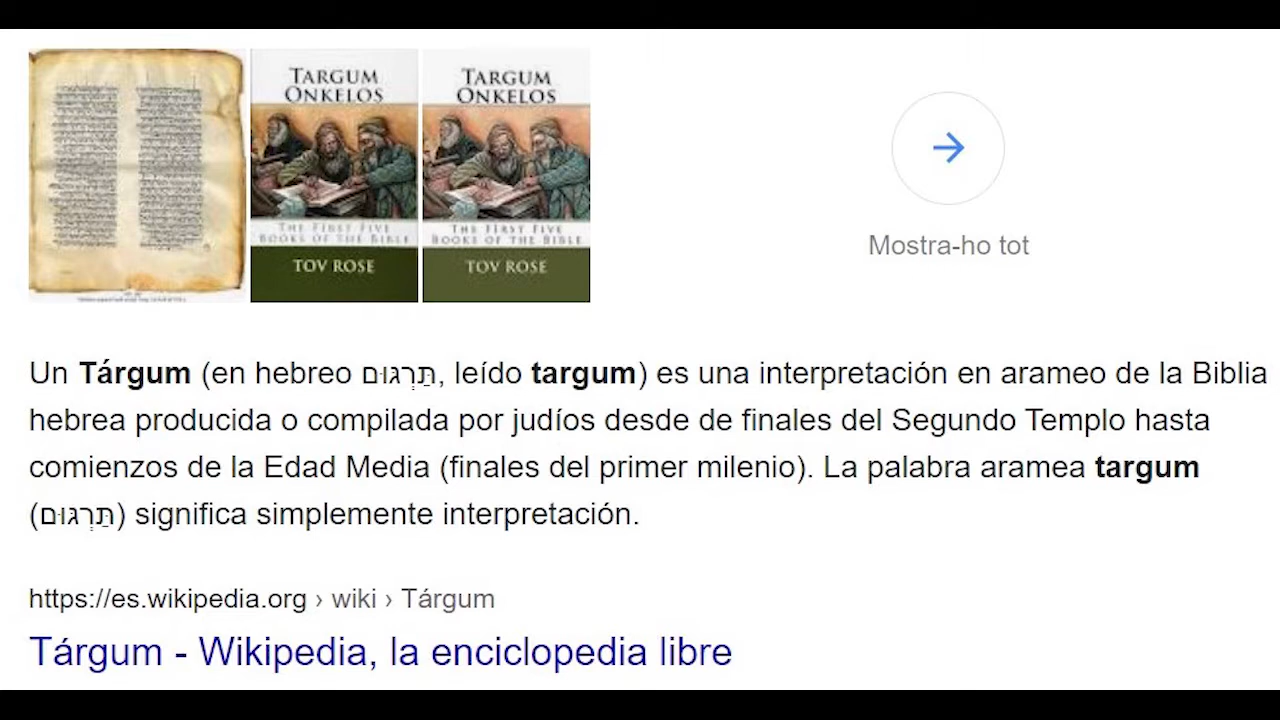 TARGUM
ONKELOS
THE FIRST FIVE
BOOKS OF THE BIBLE
TOV ROSE
TARGUM
ONKELOS
THE FIRST FIVE
BOOKS OF THE BIBLE
TOV ROSE
Mostra-ho tot
Un Tárgum (en hebreo תַּרְגּוּם, leído targum) es una interpretación en arameo de la Biblia
hebrea producida o compilada por judíos desde de finales del Segundo Templo hasta
comienzos de la Edad Media (finales del primer milenio). La palabra aramea targum
(תַּרְגּוּם) significa simplemente interpretación.
https://es.wikipedia.org › wiki › Tárgum
Tárgum - Wikipedia, la enciclopedia libre